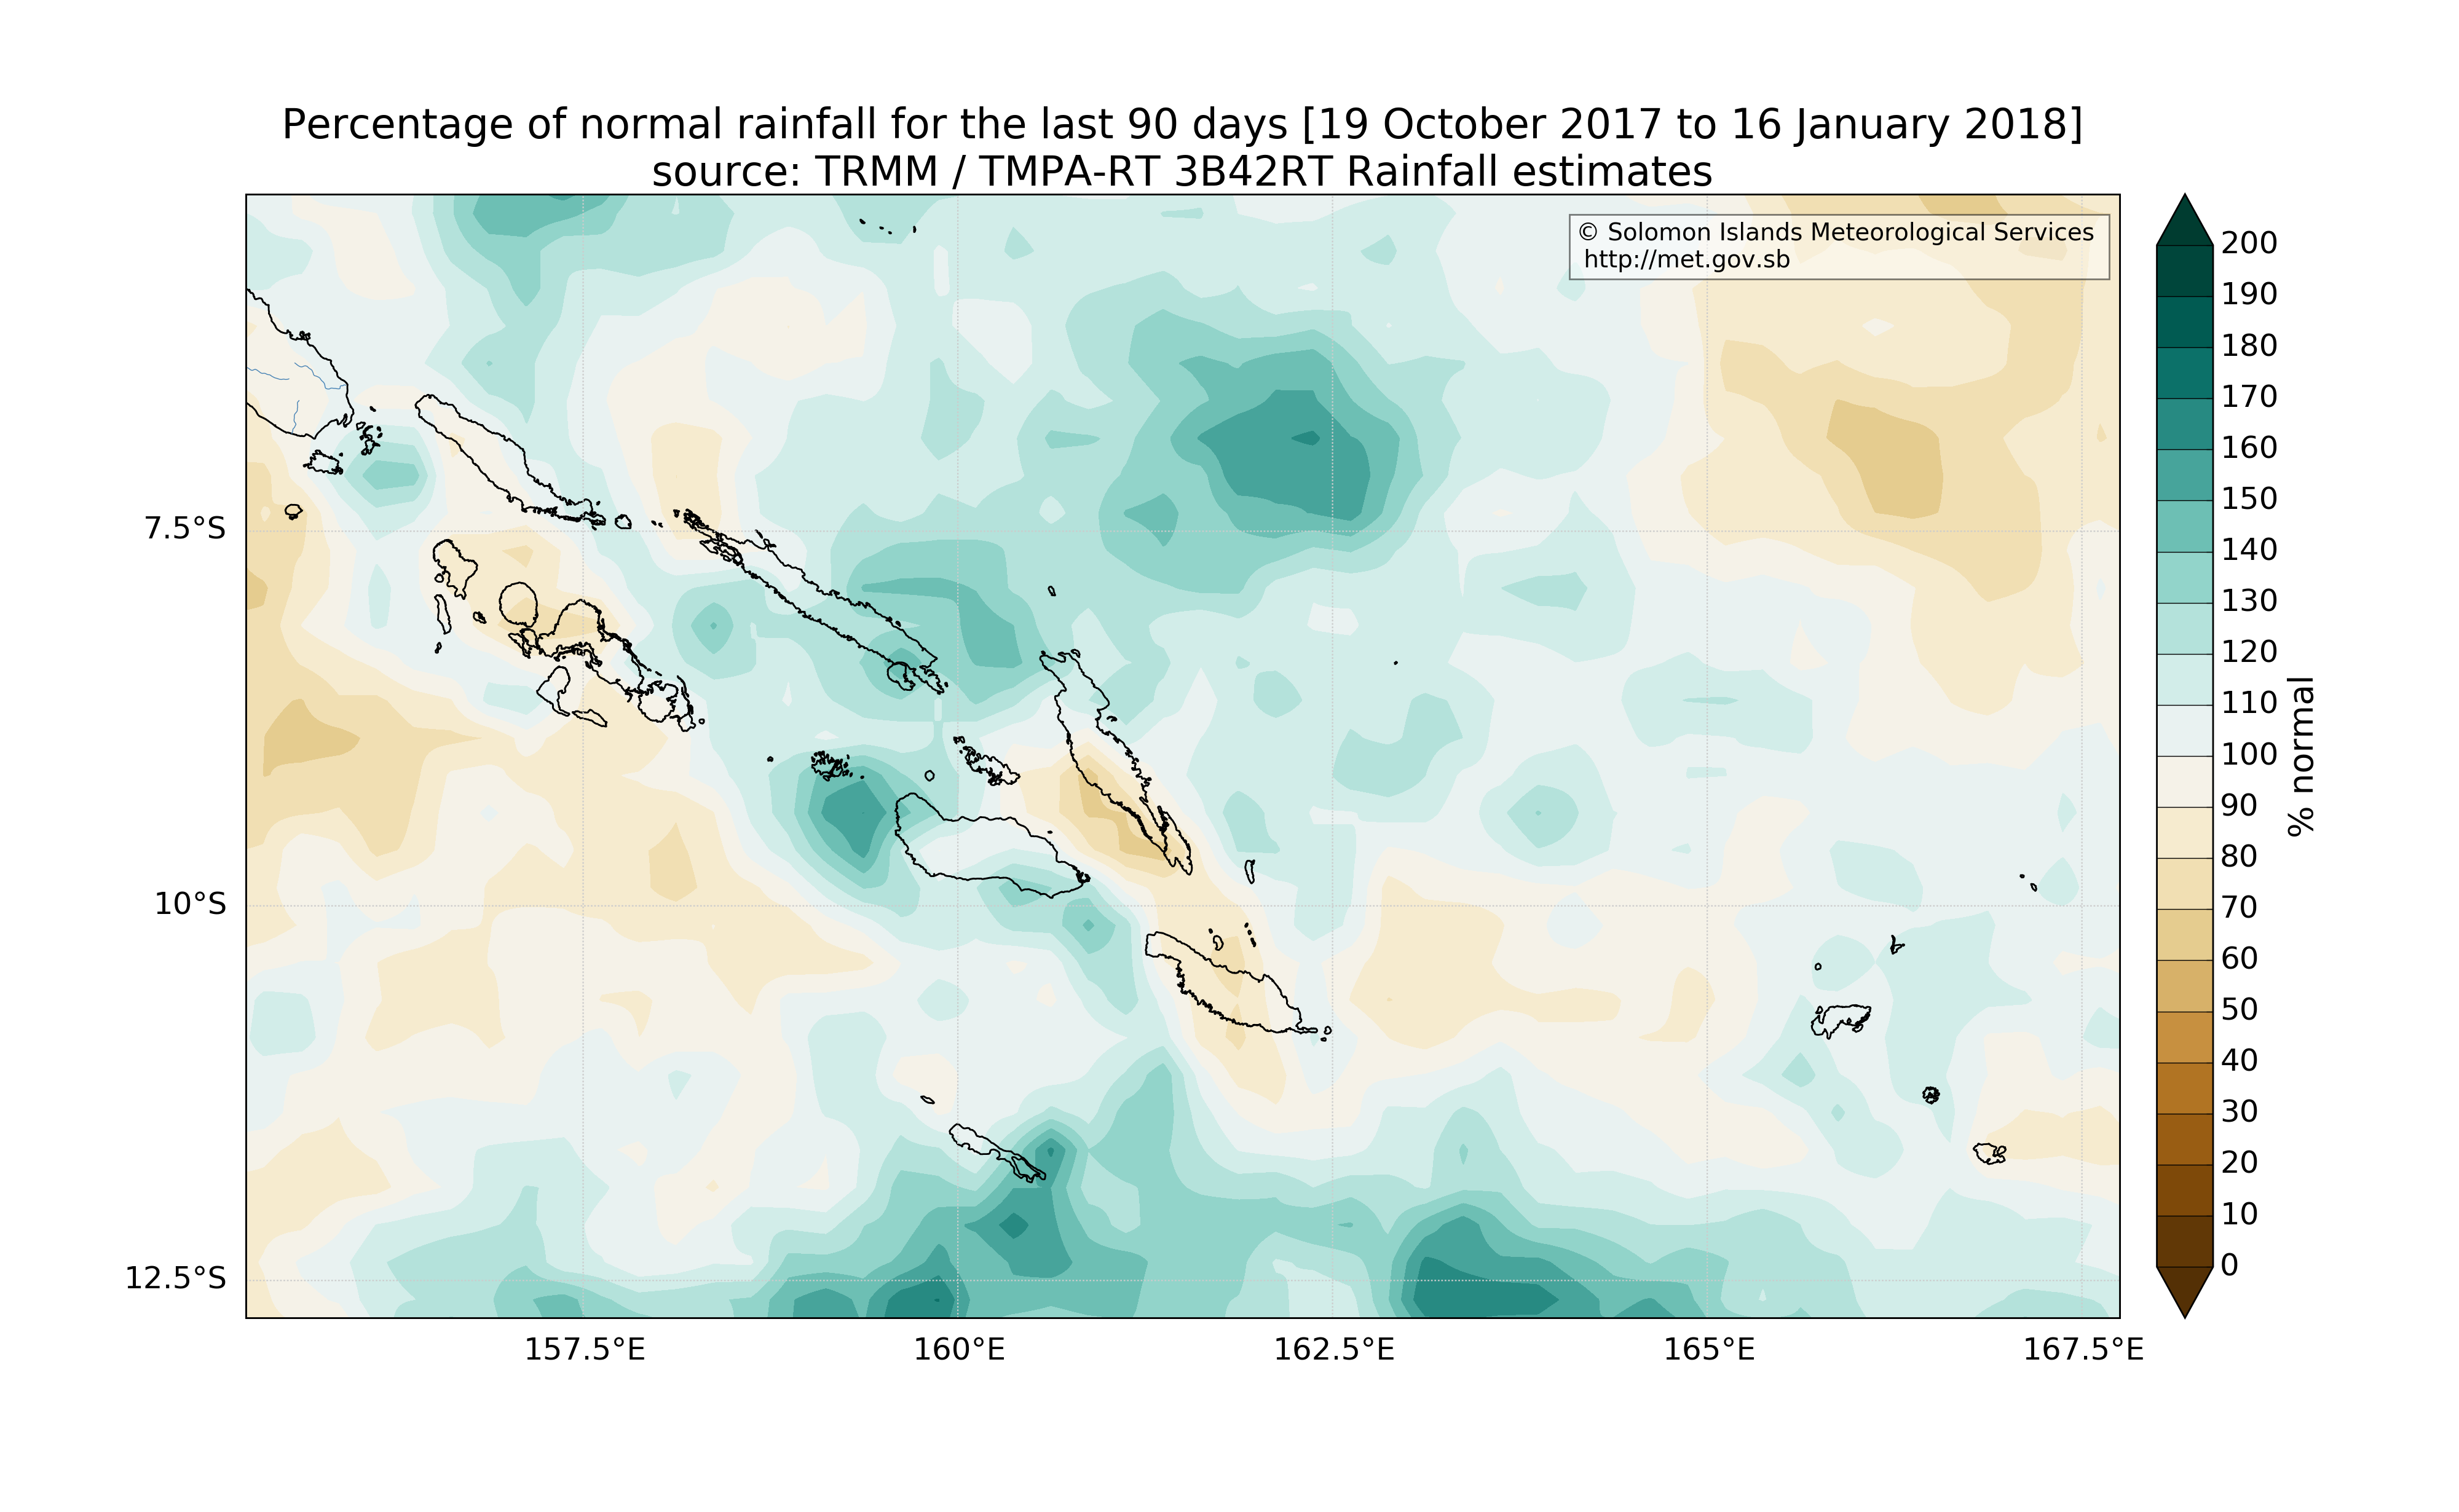 Percentage of normal rainfall for the last 90 days [19 October 2017 to 16 January 2018]
source: TRMM / TMPA-RT 3B42RT Rainfall estimates
© Solomon Islands Meteorological Services
http://met.gov.sb
7.5°S
10°S
12.5°S
157.5°E
160°E
162.5°E
165°E
167.5°E
200
190
180
170
160
150
140
130
120
110
100
90
80
70
60
50
40
30
20
10
0
% normal